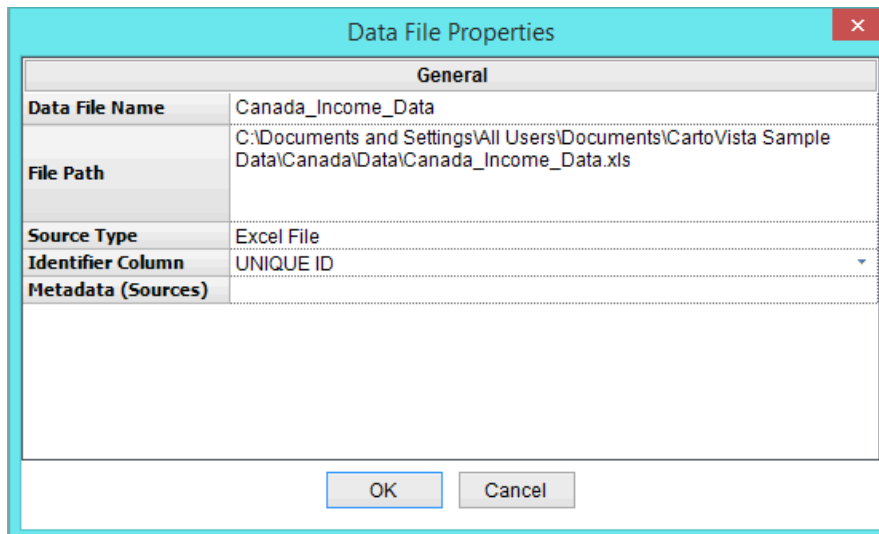 Data File Properties
General
Data File Name Canada_Income_Data
File Path C:\Documents and Settings\All Users\Documents\CartoVista Sample
Data\Canada\Data\Canada_Income_Data.xls
Source Type Excel File
Identifier Column UNIQUE ID
Metadata (Sources)
OK Cancel